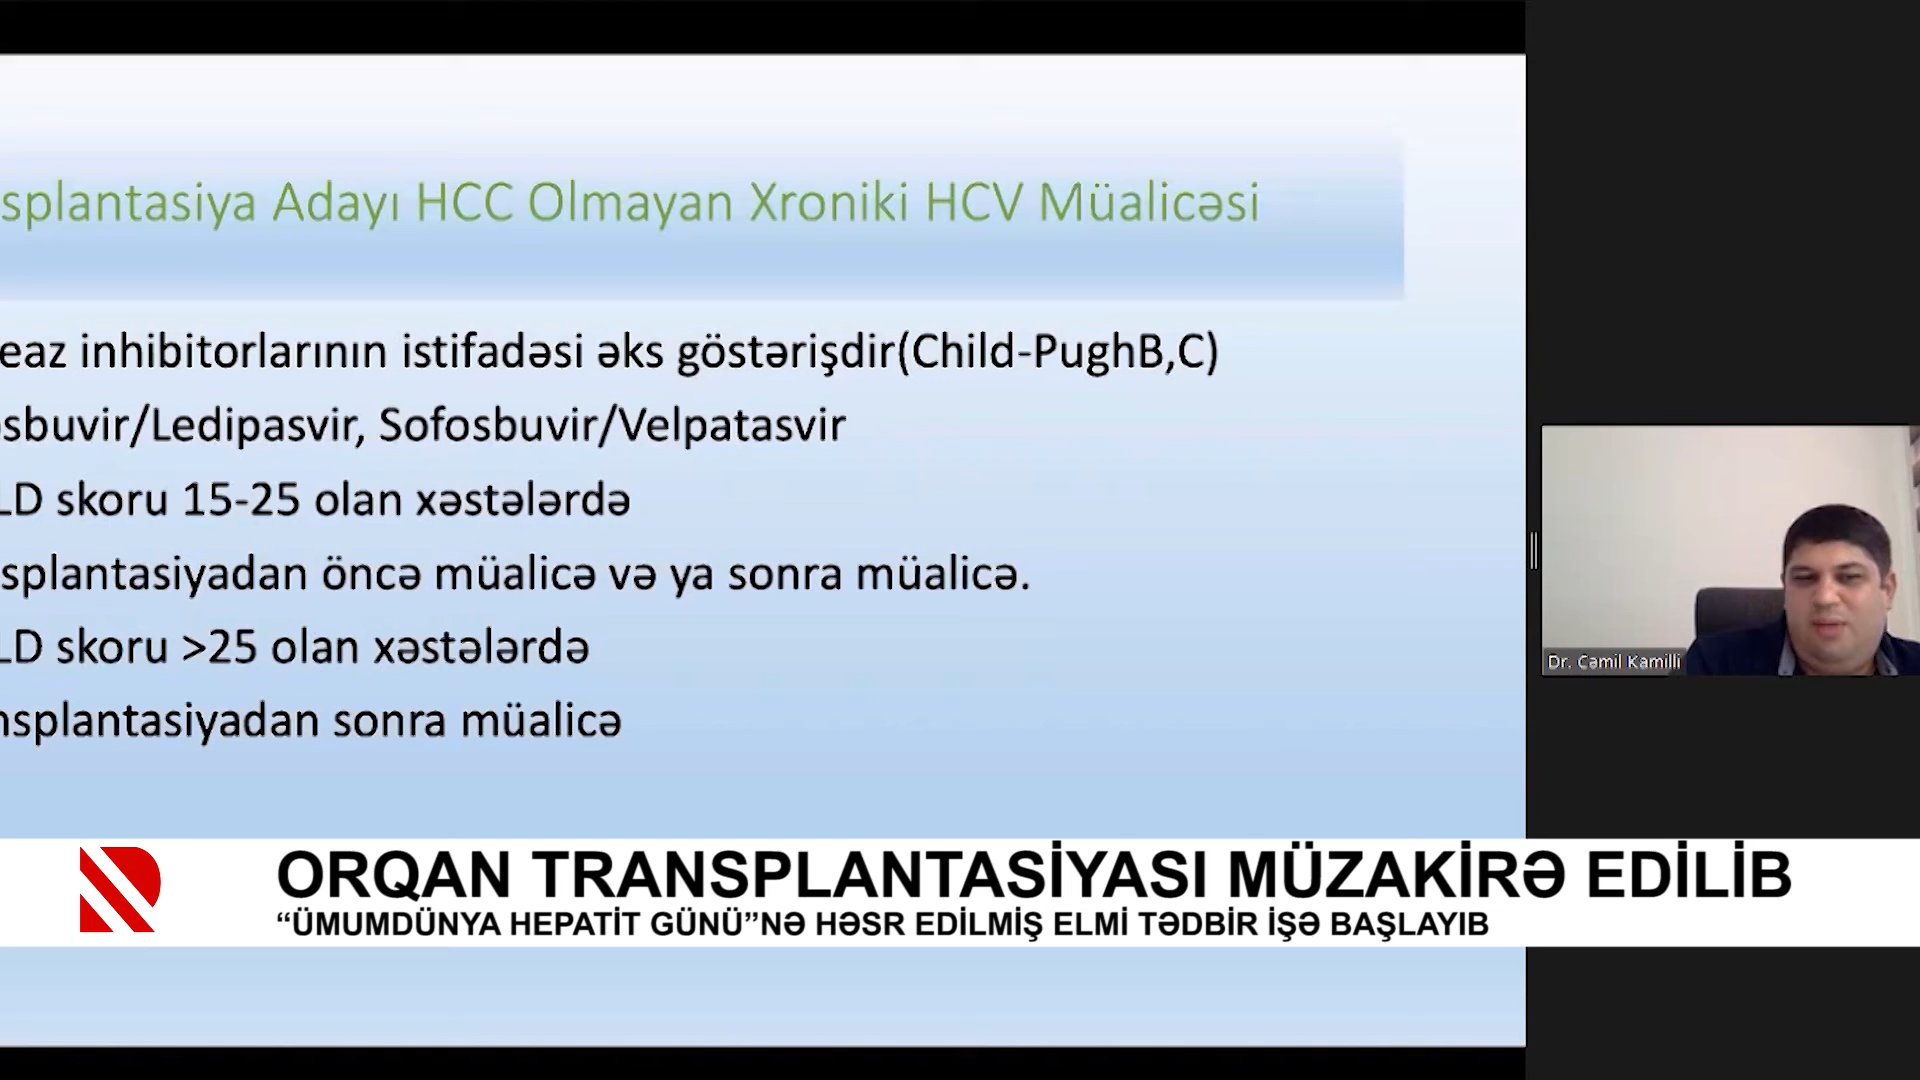 splantasiya Adayı HCC Olmayan Xroniki HCV Müalicəsi
eaz inhibitorlarının istifadəsi əks göstərişdir(Child-PughB,C)
osbuvir/Ledipasvir, Sofosbuvir/Velpatasvir
LD skoru 15-25 olan xəstələrdə
splantasiyadan öncə müalicə və ya sonra müalicə.
LD skoru >25 olan xəstələrdə
nsplantasiyadan sonra müalicə
Dr. Cəmil Kamilli
ORQAN TRANSPLANTASİYASI MÜZAKİRƏ EDİLİB
“ÜMUMDÜNYA HEPATİT GÜNÜ”NƏ HƏSR EDİLMİŞ ELMİ TƏDBİR İŞƏ BAŞLAYIB